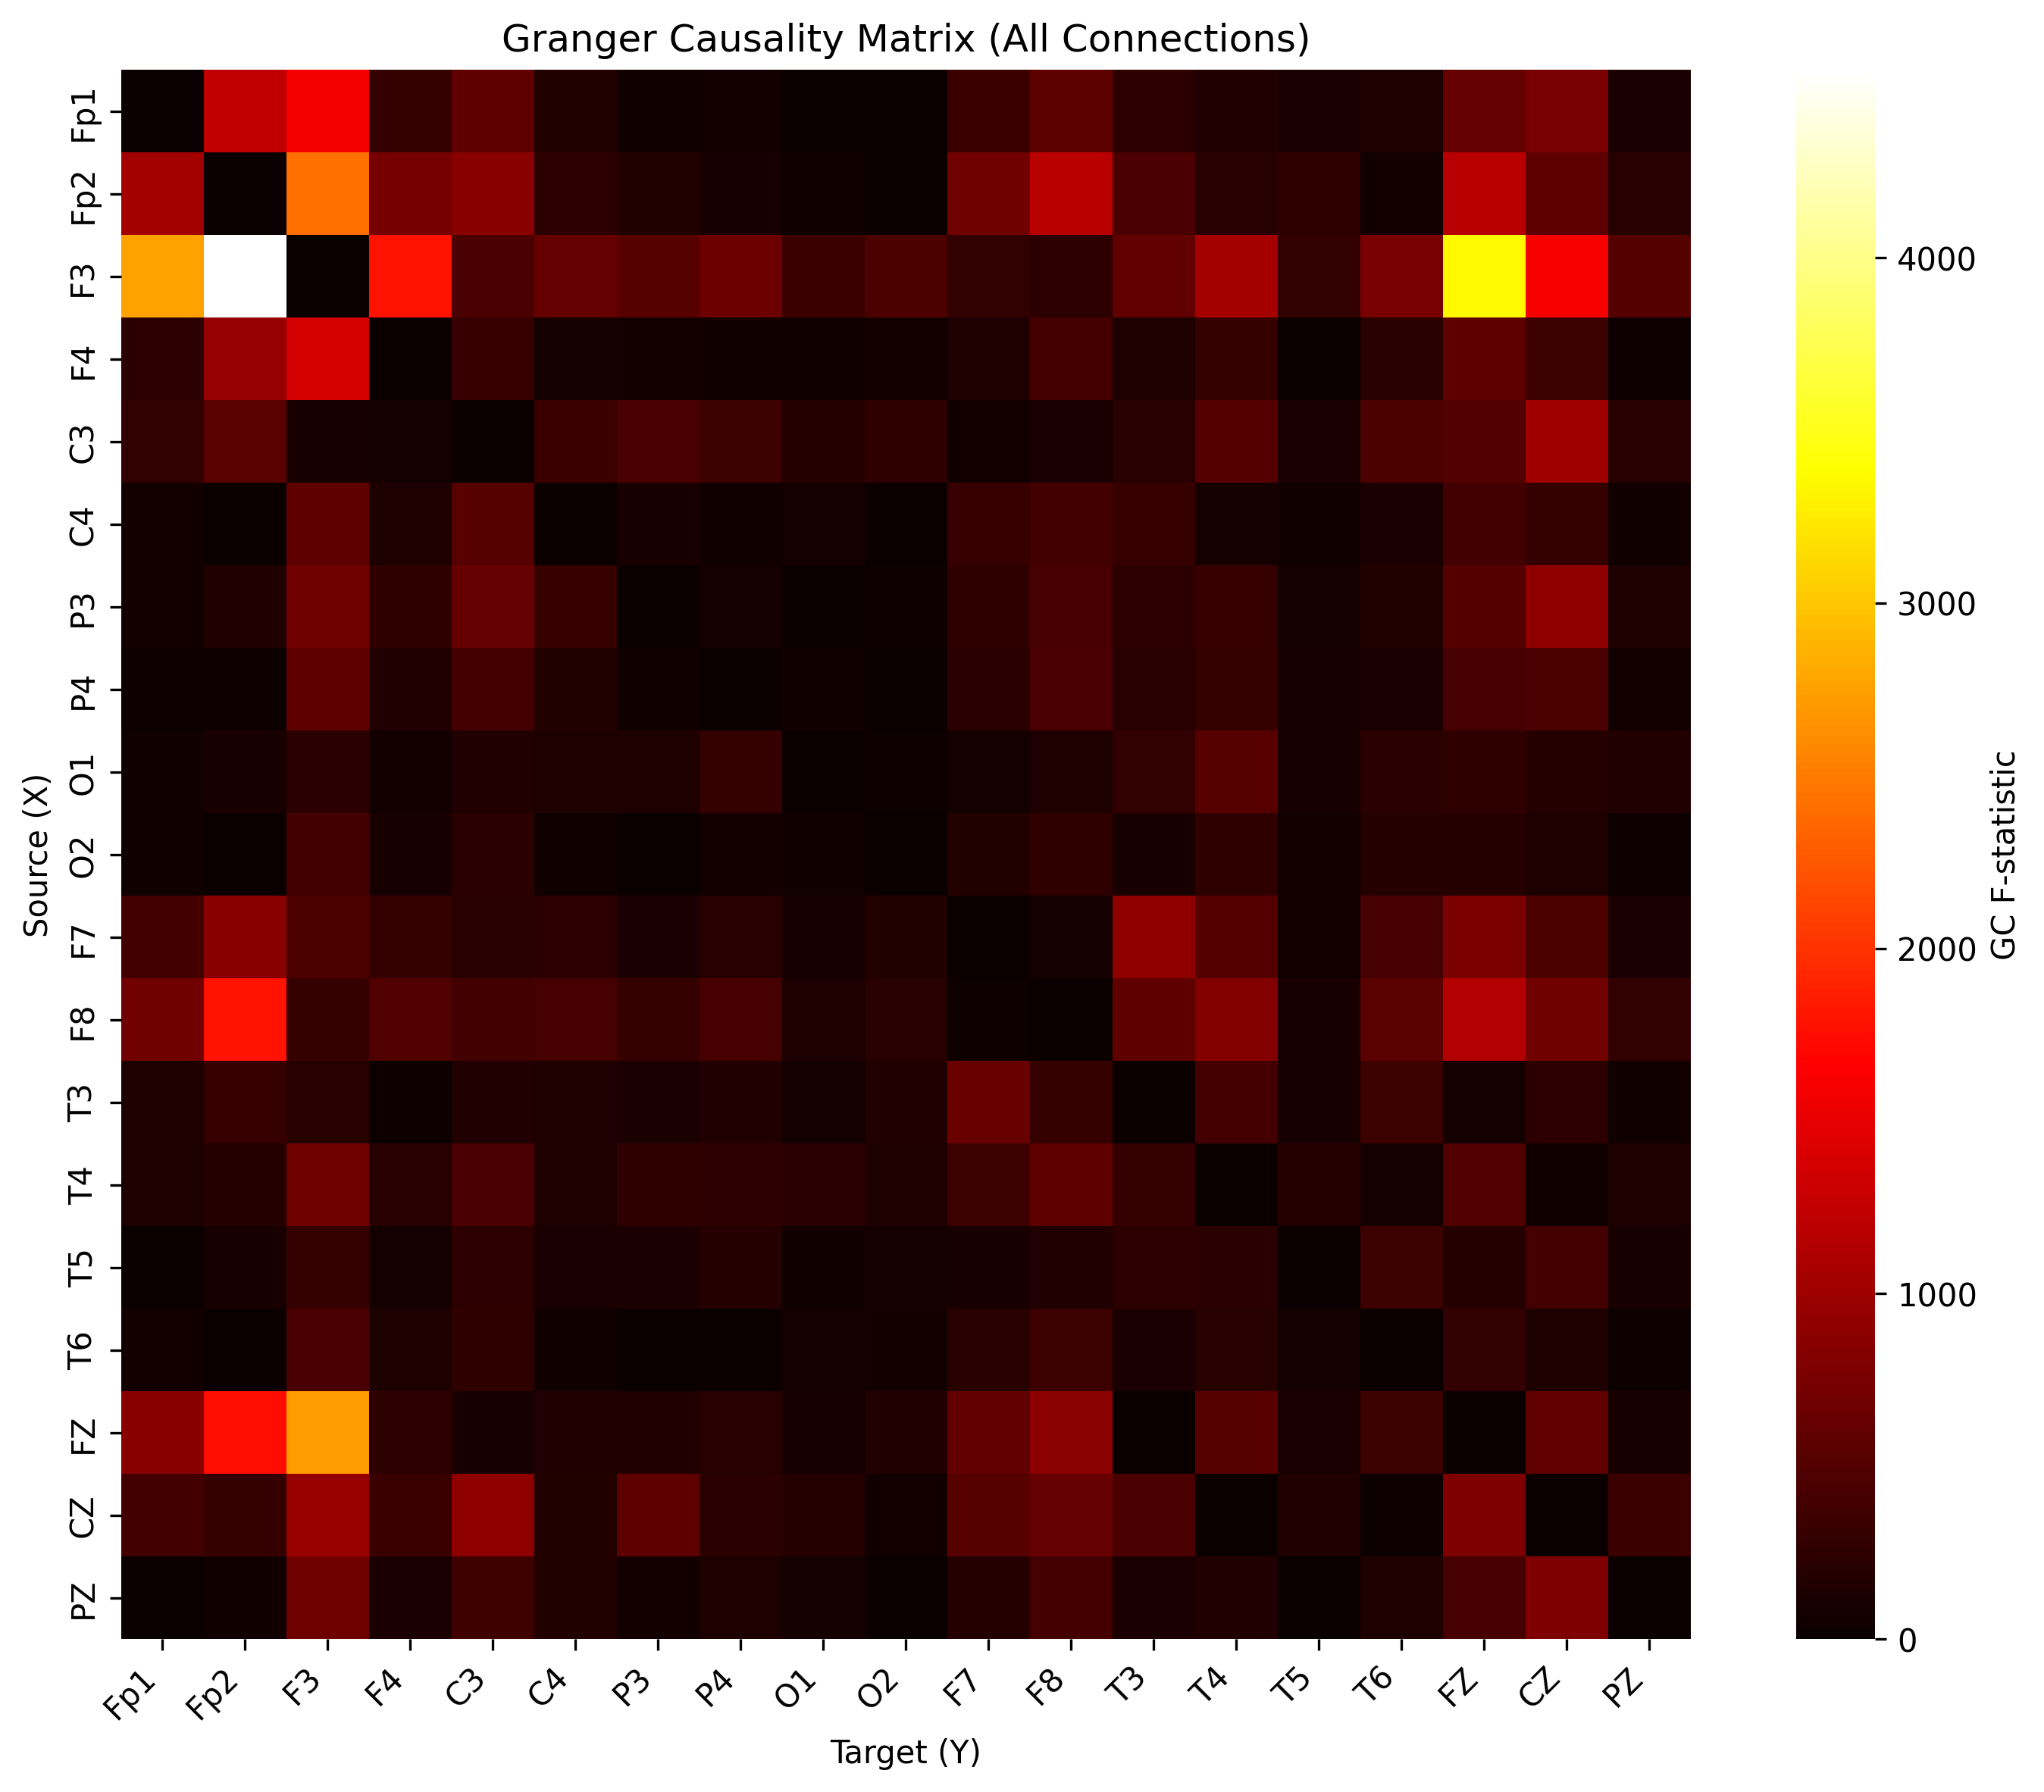 Granger Causality Matrix (All Connections)
Source (X)
Fp1
Fp2
F3
F4
C3
C4
P3
P4
O1
O2
F7
F8
T3
T4
T5
T6
FZ
CZ
PZ
Fp1 Fp2 F3 F4 C3 C4 P3 P4 O1 O2 F7 F8 T3 T4 T5 T6 FZ CZ PZ
Target (Y)
4000
3000
2000
1000
0
GC F-statistic